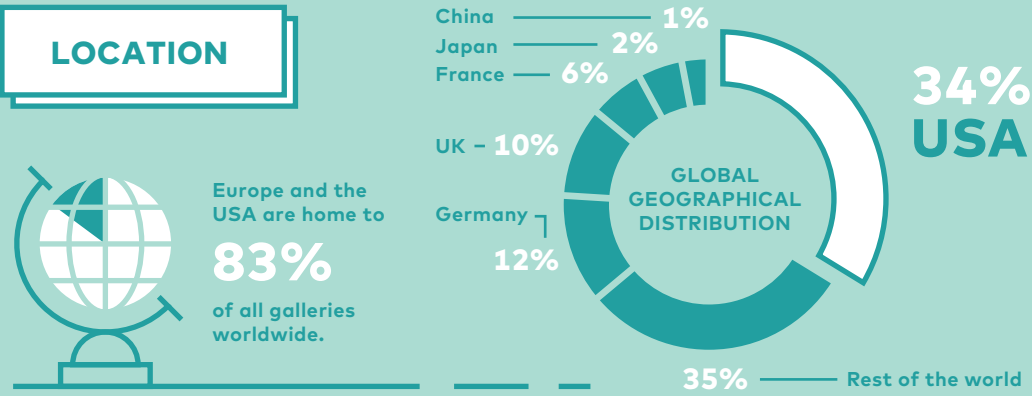 LOCATION
Europe and the
USA are home to
83%
of all galleries
worldwide.
China 1%
Japan 2%
France 6%
UK 10%
Germany
12%
GLOBAL
GEOGRAPHICAL
DISTRIBUTION
34%
USA
35% Rest of the world